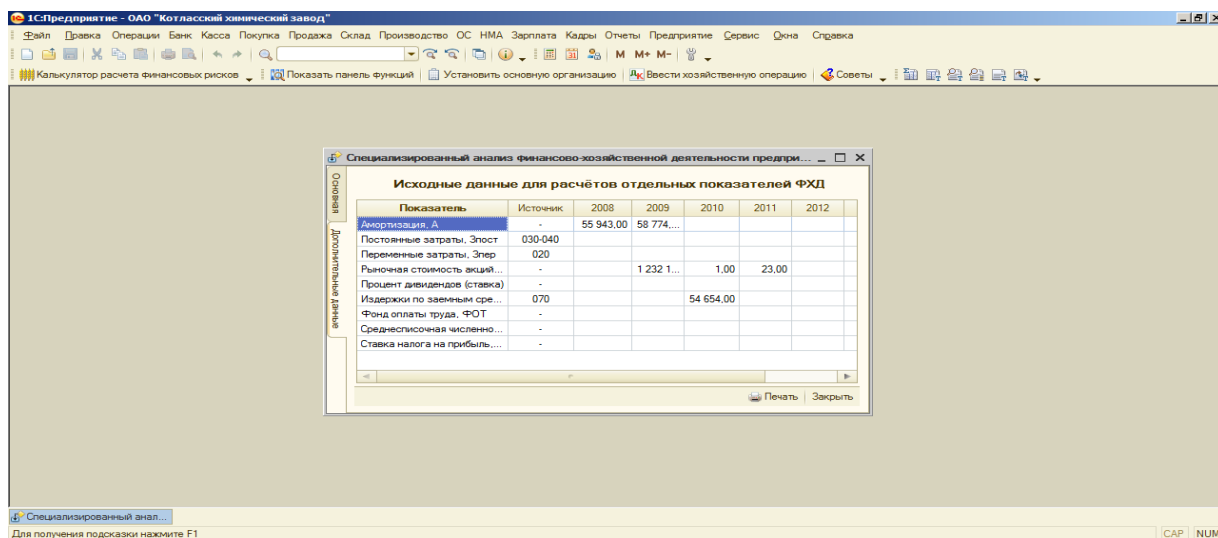 1С:Предприятие - ОАО "Котласский химический завод"
Файл Правка Операции Банк Касса Покупка Продажа Склад Производство ОС НМА Зарплата Кадры Отчеты Предприятие Сервис Окна Справка
M M+ M-
Калькулятор расчета финансовых рисков Показать панель функций Установить основную организацию Ввести хозяйственную операцию Советы
Специализированный анализ финансово-хозяйственной деятельности предпри...
Основная
Дополнительные данные
Исходные данные для расчётов отдельных показателей ФХД
Показатель Источник 2008 2009 2010 2011 2012
Амортизация, А - 55 943,00 58 774,...
Постоянные затраты, Зпост 030-040
Переменные затраты, Зпер 020
Рыночная стоимость акций... - 1 232 1... 1,00 23,00
Процент дивидендов (ставка) -
Издержки по заемным сре... 070 54 654,00
Фонд оплаты труда, ФОТ -
Среднесписочная численно... -
Ставка налога на прибыль,... -
Печать Закрыть
Специализированный анал...
Для получения подсказки нажмите F1 CAP NUM